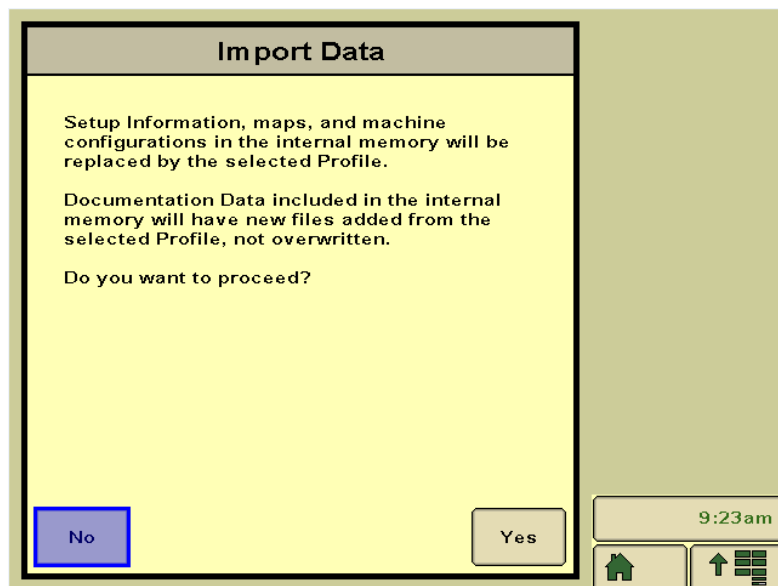 Import Data
Setup Information, maps, and machine
configurations in the internal memory will be
replaced by the selected Profile.
Documentation Data included in the internal
memory will have new files added from the
selected Profile, not overwritten.
Do you want to proceed?
No
Yes
9:23am